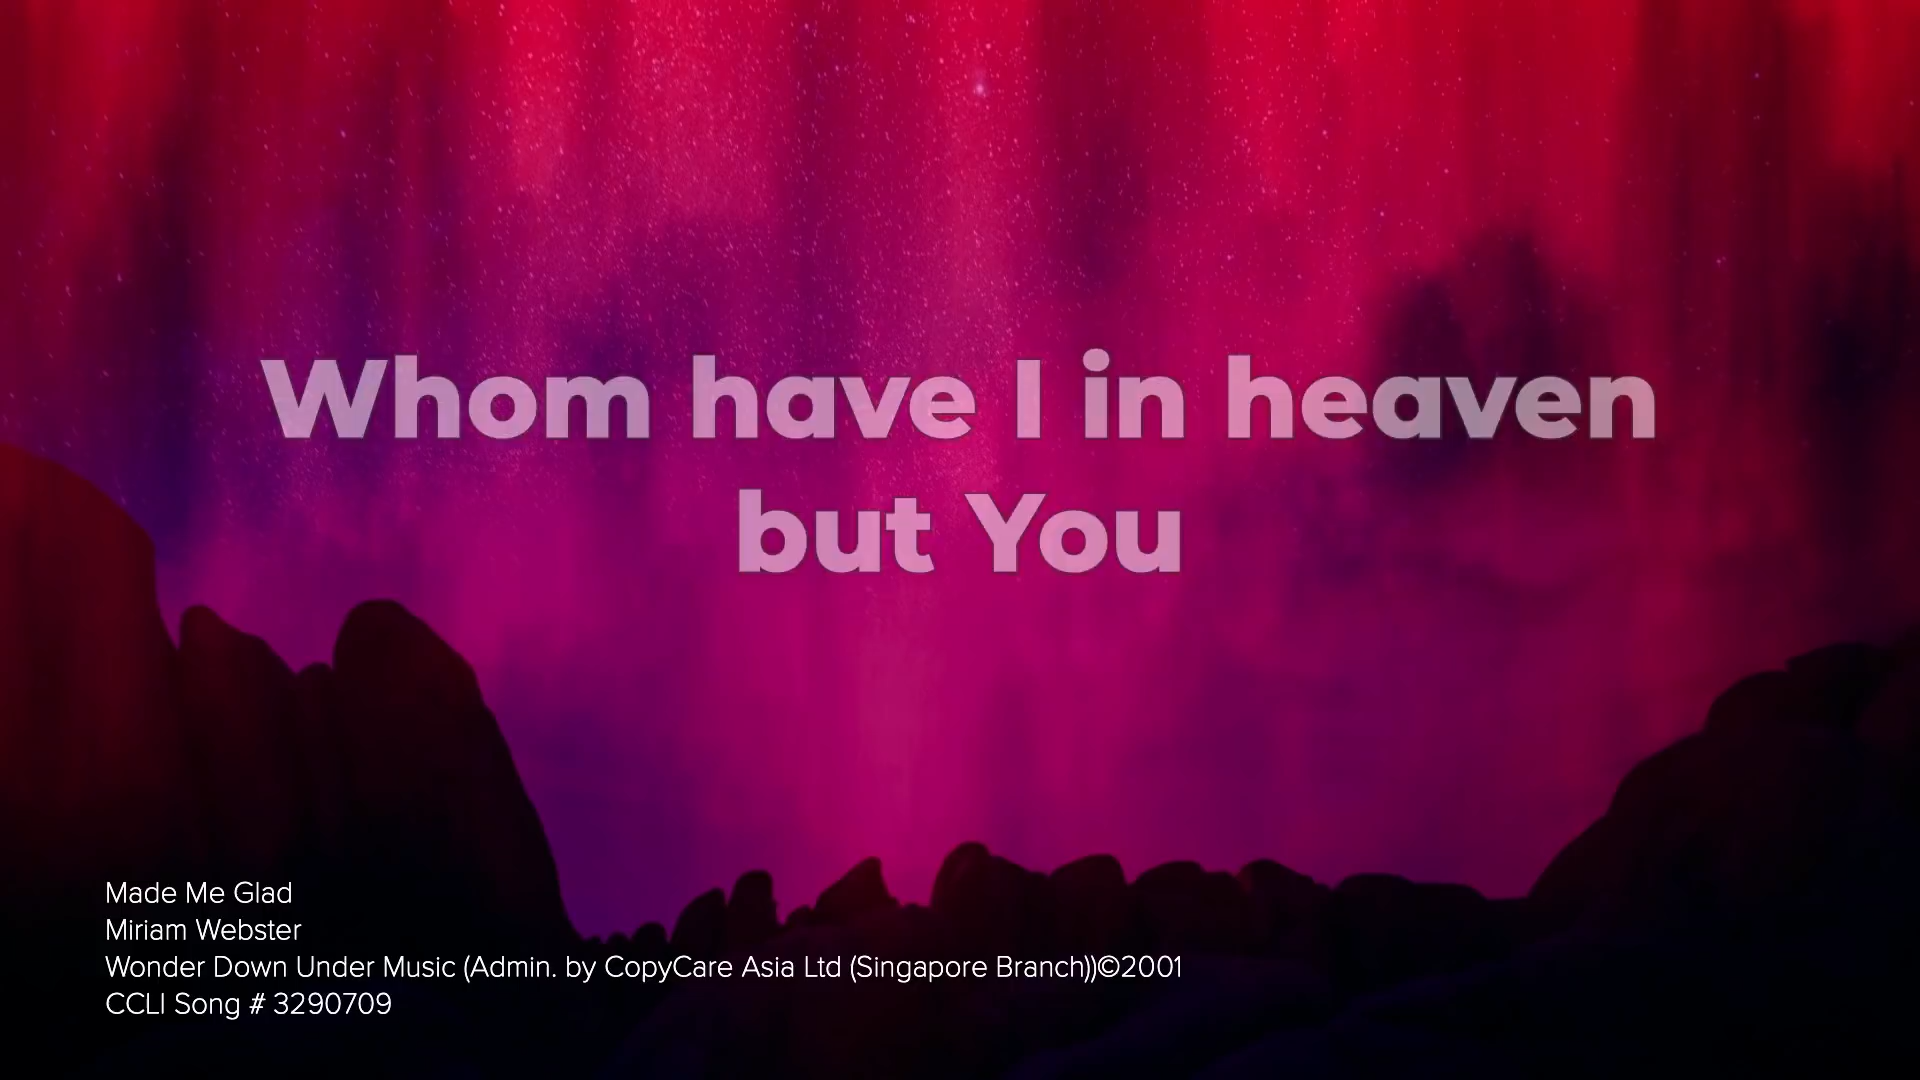 Whom have I in heaven
but You
Made Me Glad
Miriam Webster
Wonder Down Under Music (Admin. by CopyCare Asia Ltd (Singapore Branch))©2001
CCLI Song # 3290709